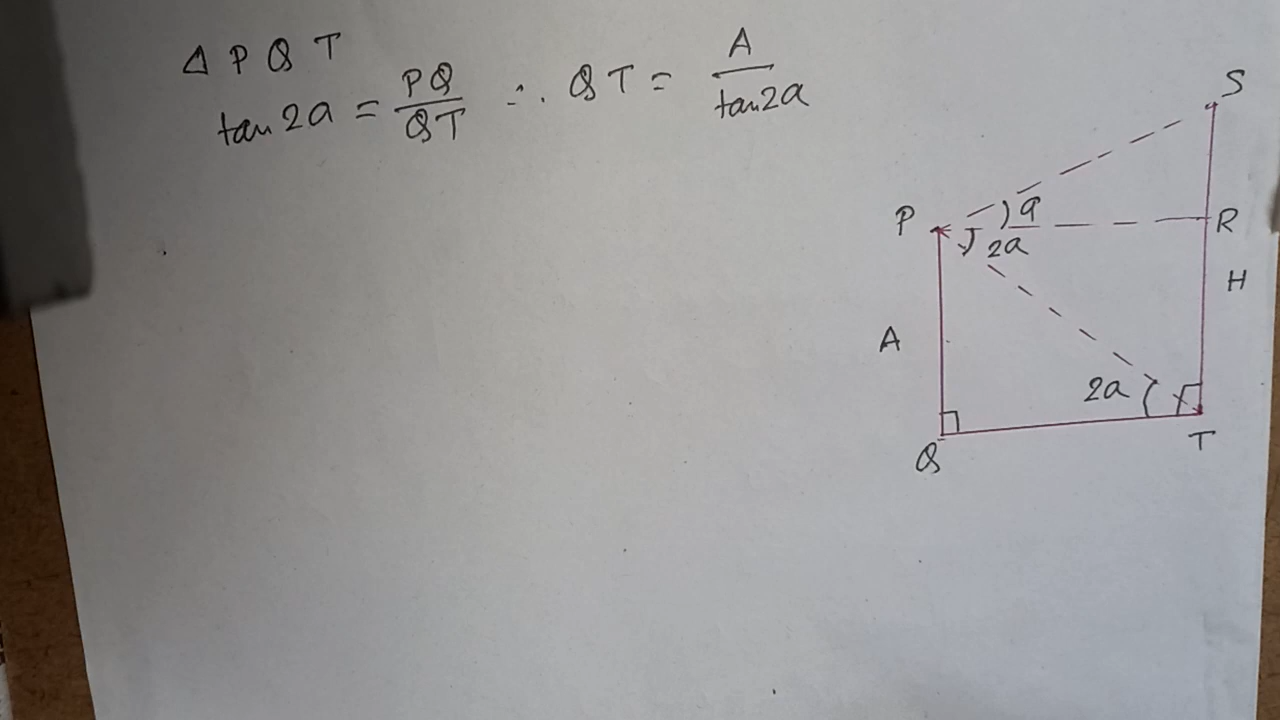 Δ P Q T
tan 2a = PQ/QT ∴ QT = A/tan2a
S
P
a
R
2a
H
A
2a
Q
T